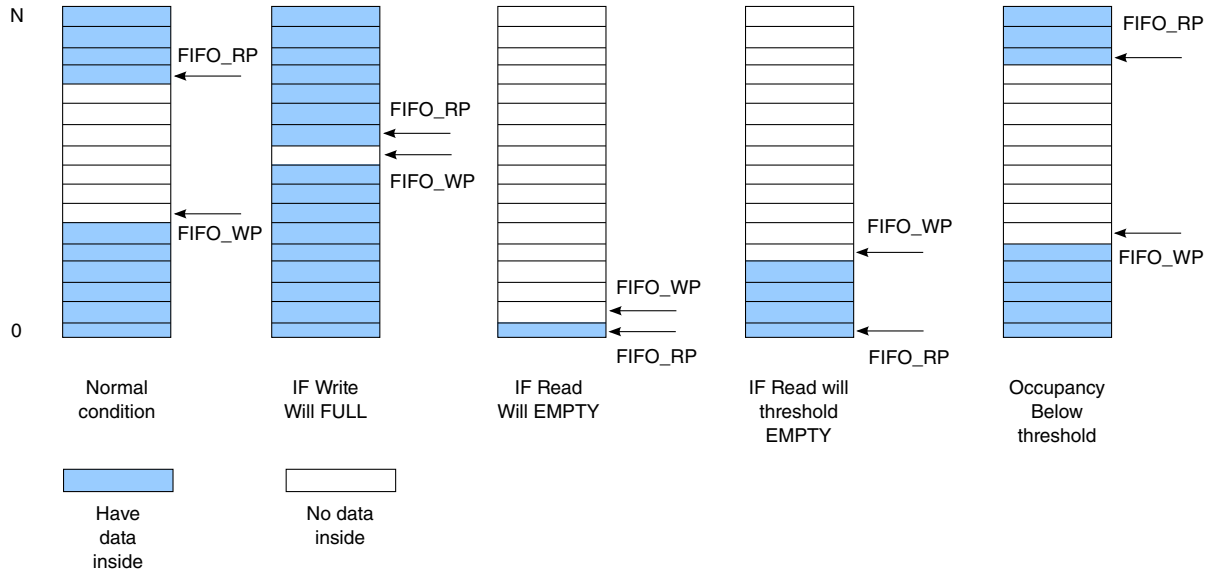 N
FIFO_RP
FIFO_WP
FIFO_RP
FIFO_WP
FIFO_WP
FIFO_RP
FIFO_WP
FIFO_RP
FIFO_RP
FIFO_WP
0
Normal
condition
IF Write
Will FULL
IF Read
Will EMPTY
IF Read will
threshold
EMPTY
Occupancy
Below
threshold
Have
data
inside
No data
inside